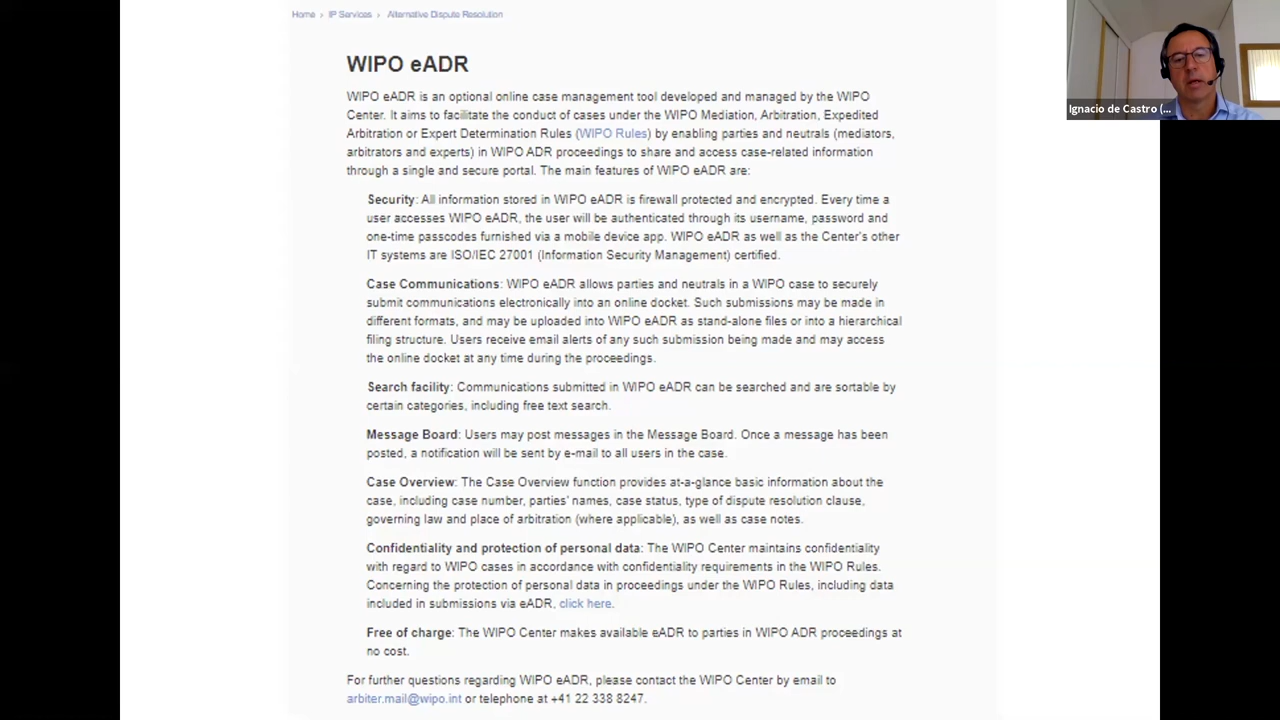 Home › IP Services › Alternative Dispute Resolution
WIPO eADR
WIPO eADR is an optional online case management tool developed and managed by the WIPO
Center. It aims to facilitate the conduct of cases under the WIPO Mediation, Arbitration, Expedited
Arbitration or Expert Determination Rules (WIPO Rules) by enabling parties and neutrals (mediators,
arbitrators and experts) in WIPO ADR proceedings to share and access case-related information
through a single and secure portal. The main features of WIPO eADR are:
Security: All information stored in WIPO eADR is firewall protected and encrypted. Every time a
user accesses WIPO eADR, the user will be authenticated through its username, password and
one-time passcodes furnished via a mobile device app. WIPO eADR as well as the Center's other
IT systems are ISO/IEC 27001 (Information Security Management) certified.
Case Communications: WIPO eADR allows parties and neutrals in a WIPO case to securely
submit communications electronically into an online docket. Such submissions may be made in
different formats, and may be uploaded into WIPO eADR as stand-alone files or into a hierarchical
filing structure. Users receive email alerts of any such submission being made and may access
the online docket at any time during the proceedings.
Search facility: Communications submitted in WIPO eADR can be searched and are sortable by
certain categories, including free text search.
Message Board: Users may post messages in the Message Board. Once a message has been
posted, a notification will be sent by e-mail to all users in the case.
Case Overview: The Case Overview function provides at-a-glance basic information about the
case, including case number, parties' names, case status, type of dispute resolution clause,
governing law and place of arbitration (where applicable), as well as case notes.
Confidentiality and protection of personal data: The WIPO Center maintains confidentiality
with regard to WIPO cases in accordance with confidentiality requirements in the WIPO Rules.
Concerning the protection of personal data in proceedings under the WIPO Rules, including data
included in submissions via eADR, click here.
Free of charge: The WIPO Center makes available eADR to parties in WIPO ADR proceedings at
no cost.
For further questions regarding WIPO eADR, please contact the WIPO Center by email to
arbiter.mail@wipo.int or telephone at +41 22 338 8247.
Ignacio de Castro (...